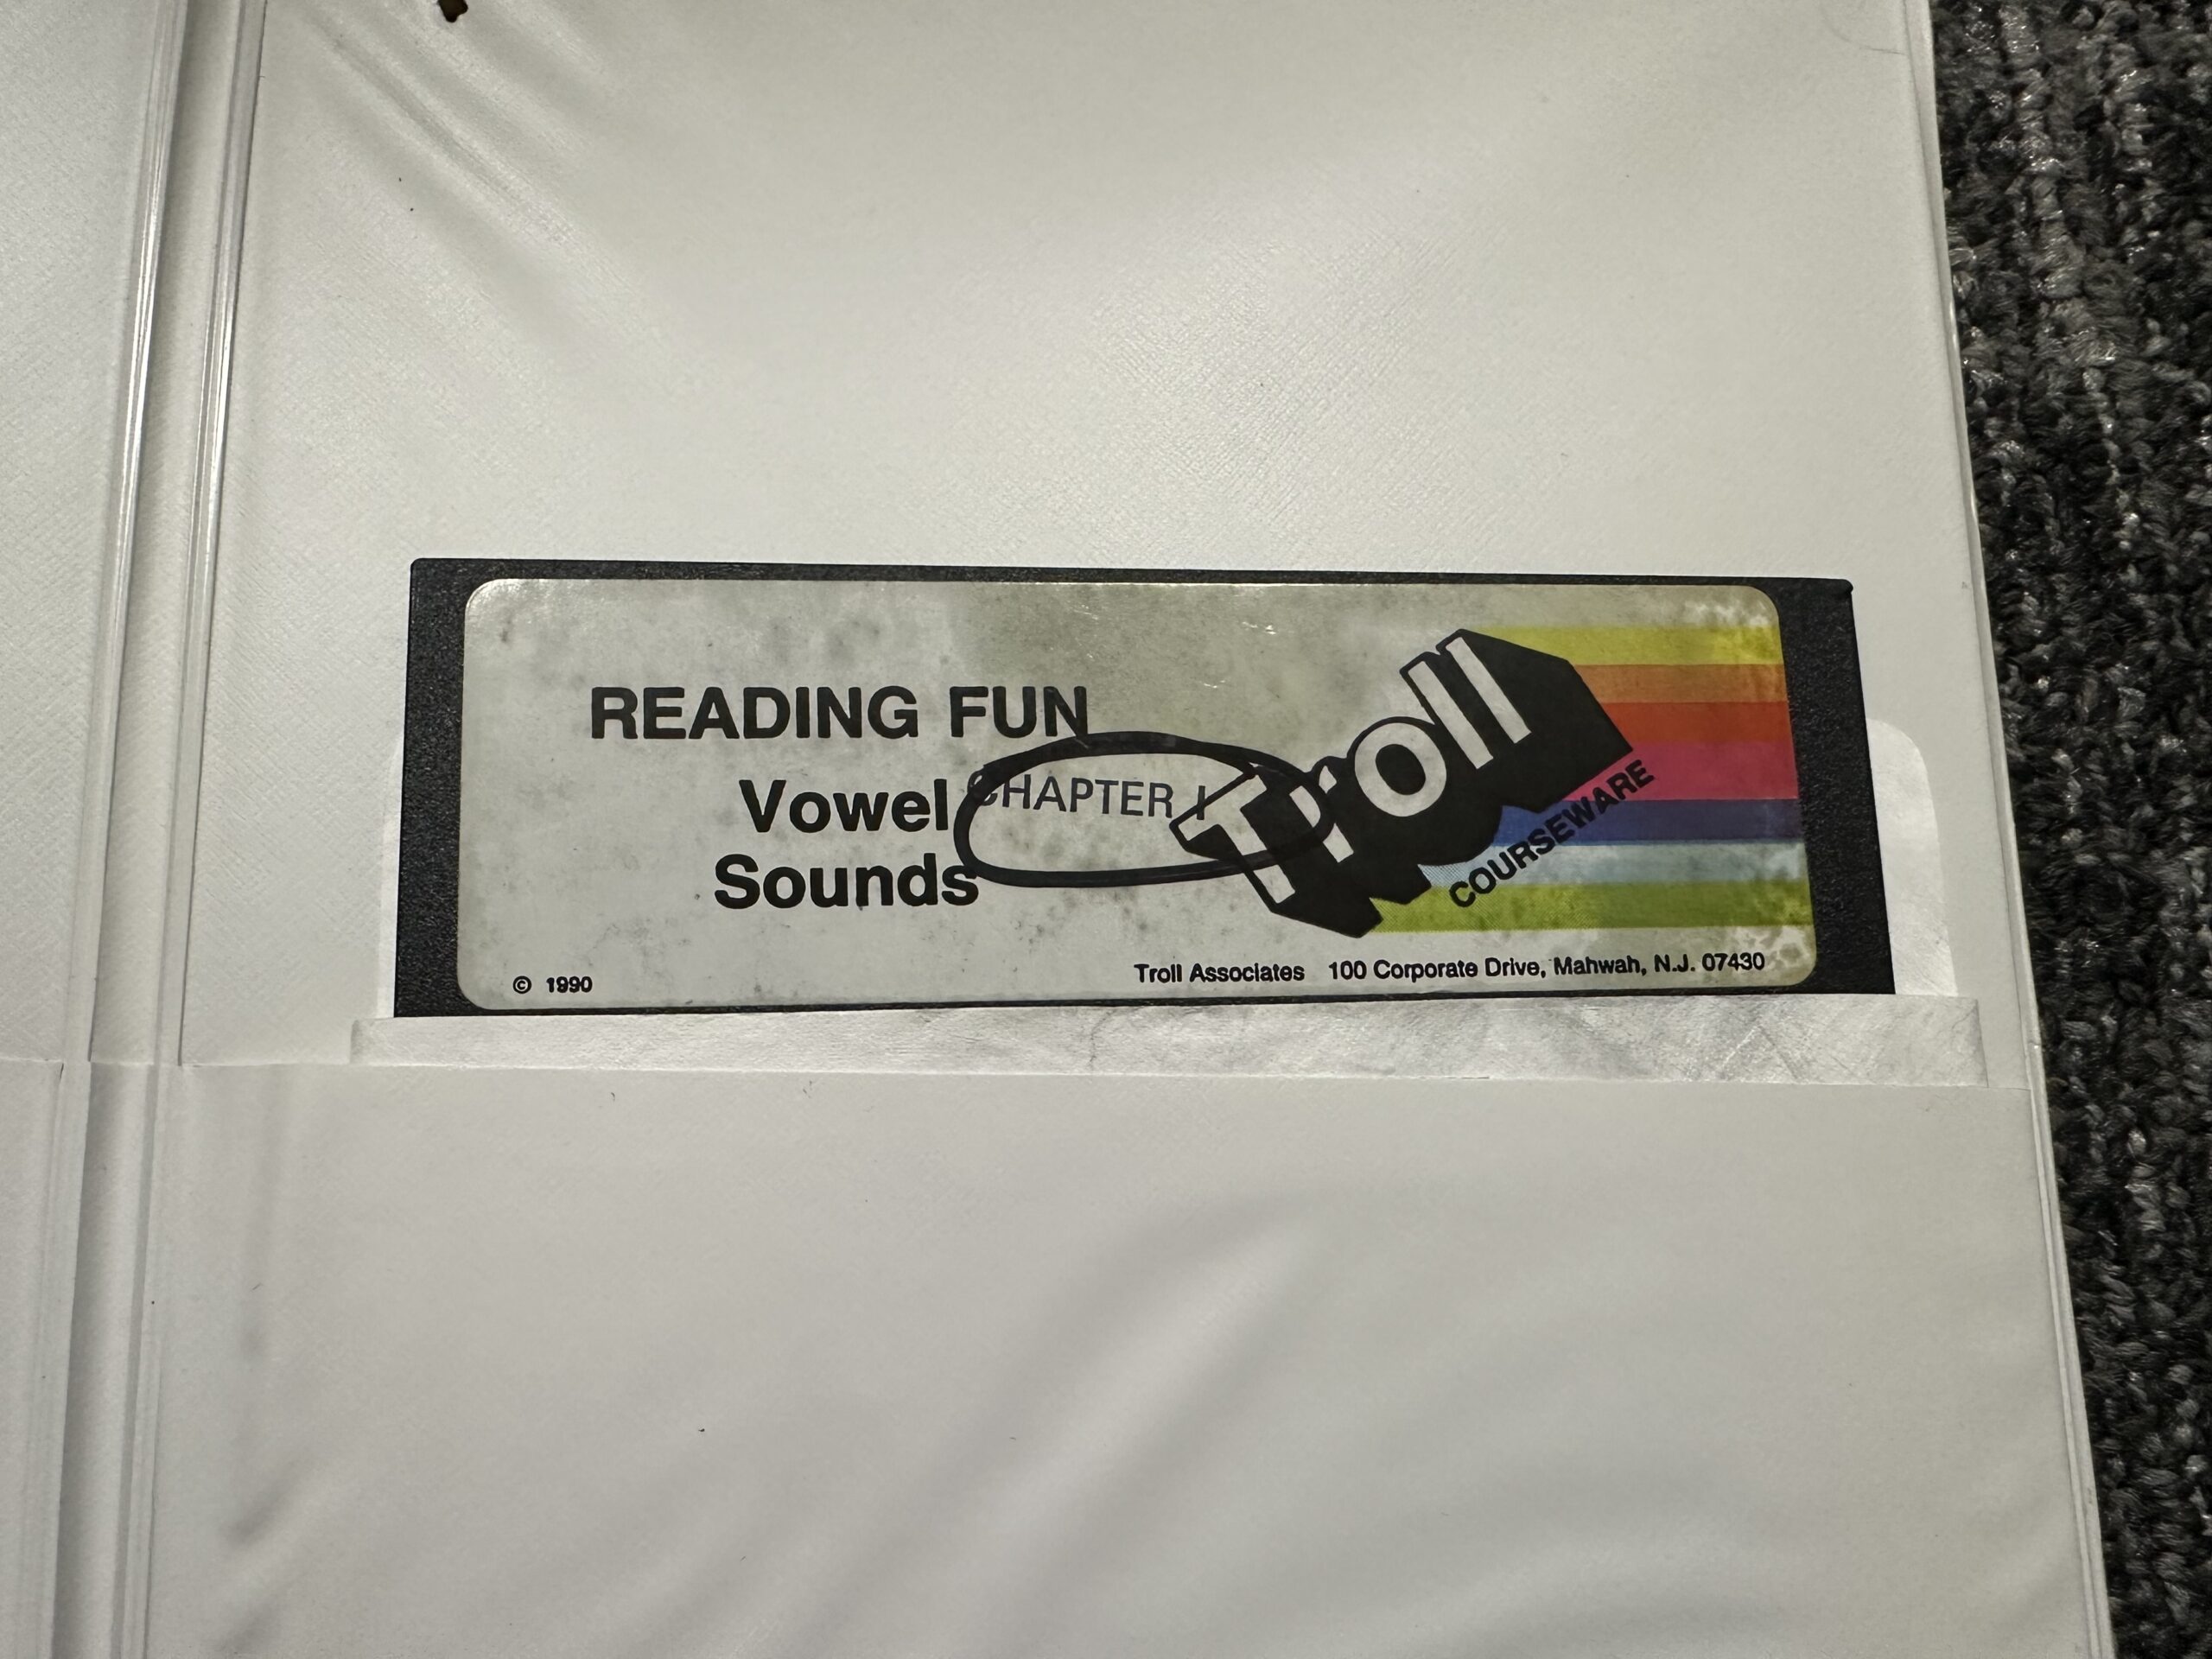 READING FUN
Vowel
Sounds
CHAPTER I
Troll
COURSEWARE
© 1990
Troll Associates 100 Corporate Drive, Mahwah, N.J. 07430